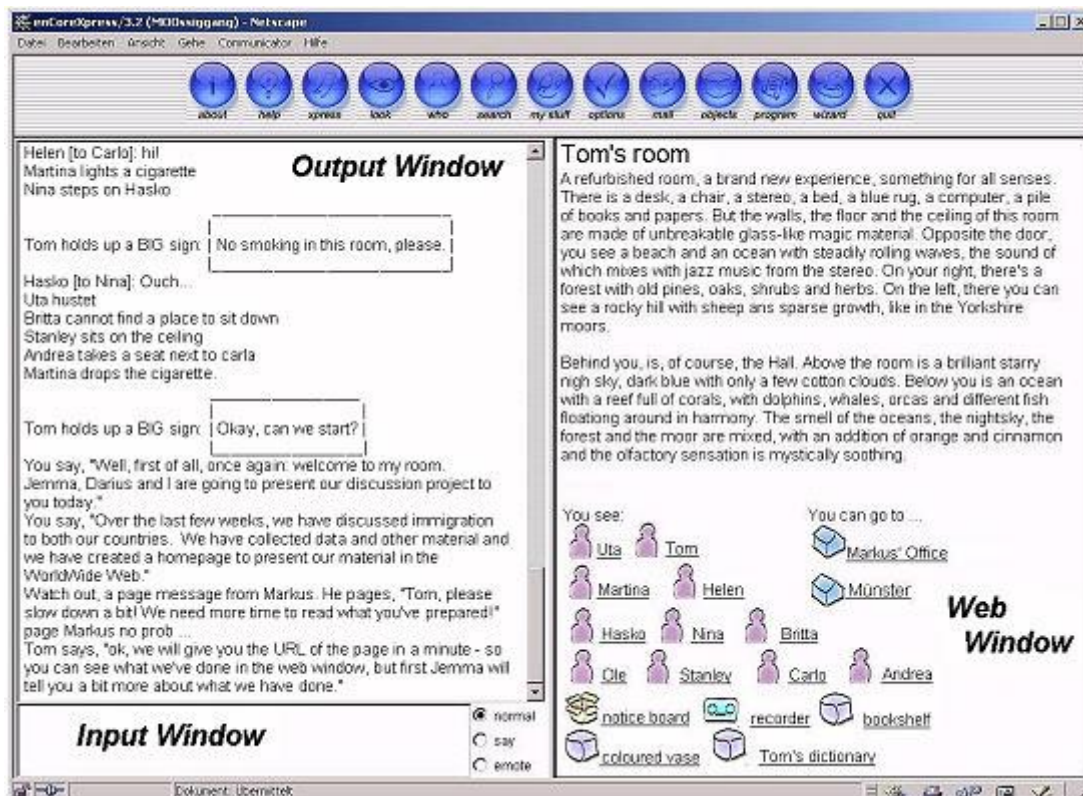 enCoreXpress/3.2 (MOOssiggang) - Netscape
Datei Bearbeiten Ansicht Gehe Communicator Hilfe
about help xpress look who search my stuff options mail objects program wizard quit
Helen [to Carlo]: hi!
Martina lights a cigarette
Nina steps on Hasko
Output Window
Tom holds up a BIG sign: No smoking in this room, please.
Hasko [to Nina]: Ouch...
Uta hustet
Britta cannot find a place to sit down
Stanley sits on the ceiling
Andrea takes a seat next to carla
Martina drops the cigarette.
Tom holds up a BIG sign: Okay, can we start?
You say, "Well, first of all, once again: welcome to my room.
Jemma, Darius and I are going to present our discussion project to
you today."
You say, "Over the last few weeks, we have discussed immigration
to both our countries. We have collected data and other material and
we have created a homepage to present our material in the
WorldWide Web."
Watch out, a page message from Markus. He pages, "Tom, please
slow down a bit! We need more time to read what you've prepared!"
page Markus no prob ...
Tom says, "ok, we will give you the URL of the page in a minute - so
you can see what we've done in the web window, but first Jemma will
tell you a bit more about what we have done."
Input Window
normal
say
emote
Tom's room
A refurbished room, a brand new experience, something for all senses.
There is a desk, a chair, a stereo, a bed, a blue rug, a computer, a pile
of books and papers. But the walls, the floor and the ceiling of this room
are made of unbreakable glass-like magic material. Opposite the door,
you see a beach and an ocean with steadily rolling waves, the sound of
which mixes with jazz music from the stereo. On your right, there's a
forest with old pines, oaks, shrubs and herbs. On the left, there you can
see a rocky hill with sheep ans sparse growth, like in the Yorkshire
moors.
Behind you, is, of course, the Hall. Above the room is a brilliant starry
nigh sky, dark blue with only a few cotton clouds. Below you is an ocean
with a reef full of corals, with dolphins, whales, orcas and different fish
floationg around in harmony. The smell of the oceans, the nightsky, the
forest and the moor are mixed, with an addition of orange and cinnamon
and the olfactory sensation is mystically soothing.
You see: You can go to ...
Uta Tom Markus' Office
Martina Helen Münster
Web Window
Hasko Nina Britta
Ole Stanley Carlo Andrea
notice board recorder bookshelf
coloured vase Tom's dictionary
Dokument: Übermittelt